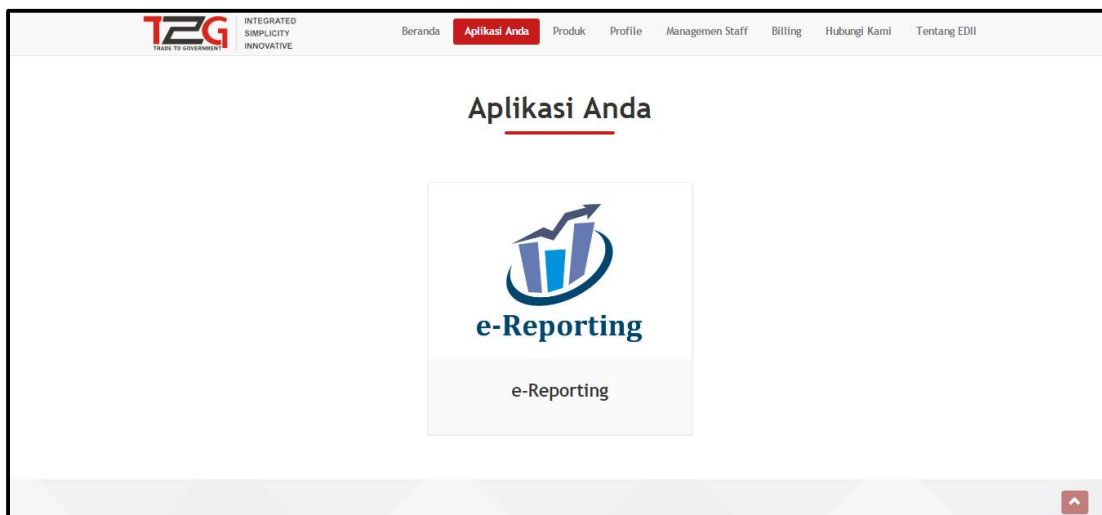 T2G
TRADE TO GOVERNMENT
INTEGRATED
SIMPLICITY
INNOVATIVE
Beranda Aplikasi Anda Produk Profile Managemen Staff Billing Hubungi Kami Tentang EDII
Aplikasi Anda
e-Reporting
e-Reporting